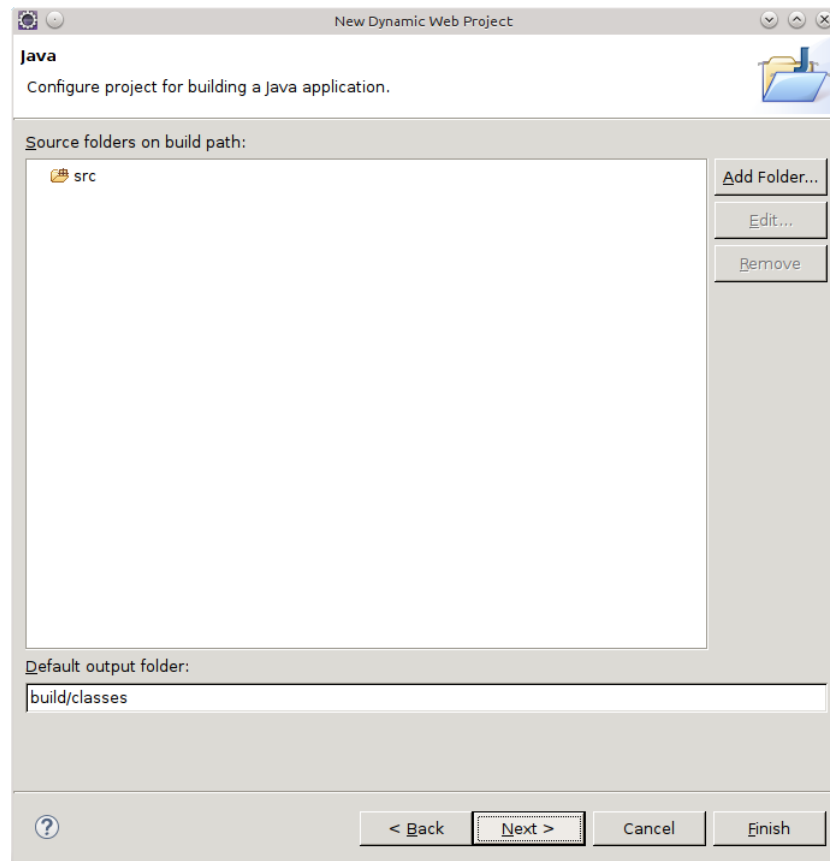 New Dynamic Web Project
Java
Configure project for building a Java application.
Source folders on build path:
src
Add Folder...
Edit...
Remove
Default output folder:
build/classes
?
< Back
Next >
Cancel
Finish